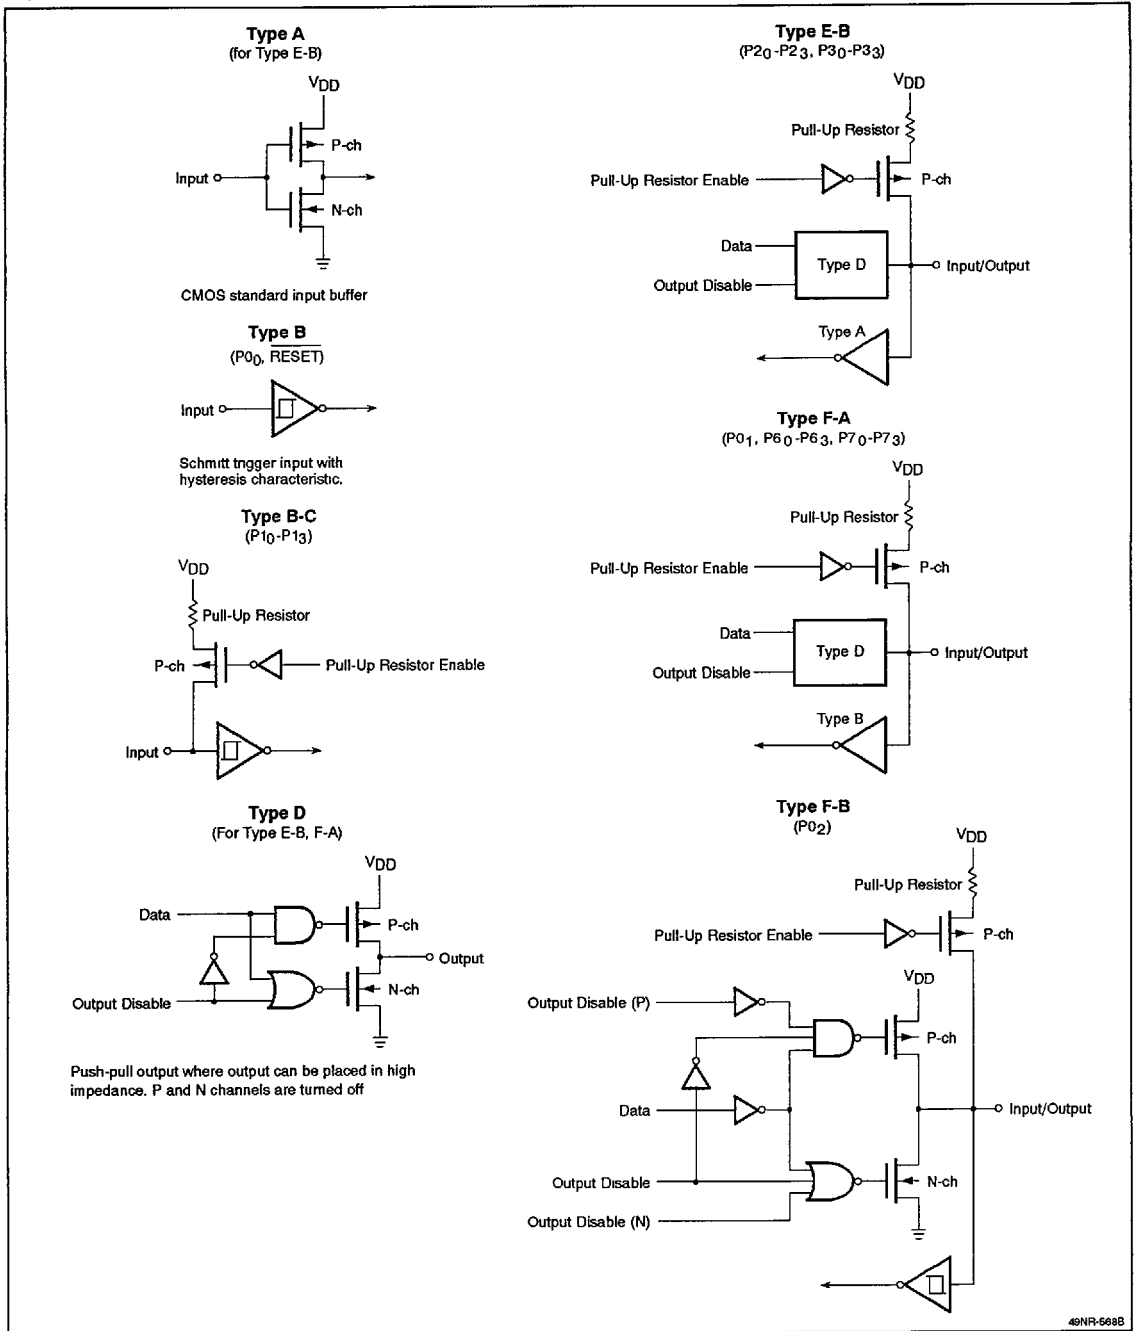 Type A
(for Type E-B)
VDD
P-ch
Input
N-ch
CMOS standard input buffer
Type B
(P00, RESET)
Input
Schmitt trigger input with
hysteresis characteristic.
Type B-C
(P10-P13)
VDD
Pull-Up Resistor
P-ch
Pull-Up Resistor Enable
Input
Type D
(For Type E-B, F-A)
VDD
Data
P-ch
Output
N-ch
Output Disable
Push-pull output where output can be placed in high
impedance. P and N channels are turned off
Type E-B
(P20-P23, P30-P33)
VDD
Pull-Up Resistor
Pull-Up Resistor Enable
P-ch
Data
Type D
Input/Output
Output Disable
Type A
Type F-A
(P01, P60-P63, P70-P73)
VDD
Pull-Up Resistor
Pull-Up Resistor Enable
P-ch
Data
Type D
Input/Output
Output Disable
Type B
Type F-B
(P02)
VDD
Pull-Up Resistor
Pull-Up Resistor Enable
P-ch
VDD
Output Disable (P)
P-ch
Data
Input/Output
Output Disable
N-ch
Output Disable (N)
49NR-568B